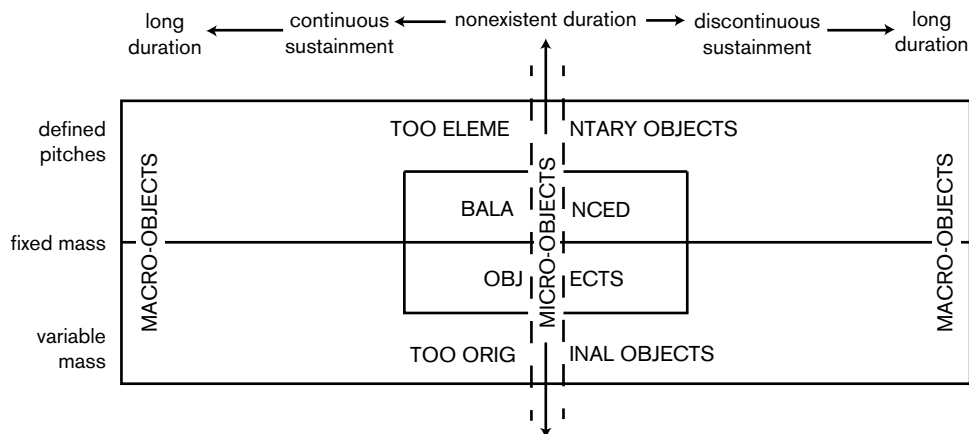 long duration
continuous sustainment
nonexistent duration
discontinuous sustainment
long duration
defined pitches
TOO ELEME NTARY OBJECTS
BALA NCED
fixed mass
MACRO-OBJECTS
MICRO-OBJECTS
MACRO-OBJECTS
OBJ ECTS
variable mass
TOO ORIG INAL OBJECTS